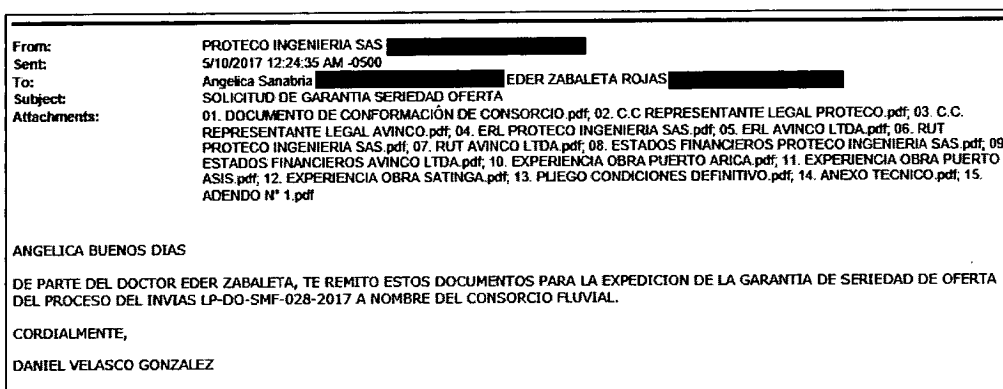 From: PROTECO INGENIERIA SAS
Sent: 5/10/2017 12:24:35 AM -0500
To: Angelica Sanabria EDER ZABALETA ROJAS
Subject: SOLICITUD DE GARANTIA SERIEDAD OFERTA
Attachments: 01. DOCUMENTO DE CONFORMACIÓN DE CONSORCIO.pdf; 02. C.C REPRESENTANTE LEGAL PROTECO.pdf; 03. C.C.
REPRESENTANTE LEGAL AVINCO.pdf; 04. ERL PROTECO INGENIERIA SAS.pdf; 05. ERL AVINCO LTDA.pdf; 06. RUT
PROTECO INGENIERIA SAS.pdf; 07. RUT AVINCO LTDA.pdf; 08. ESTADOS FINANCIEROS PROTECO INGENIERIA SAS.pdf; 09
ESTADOS FINANCIEROS AVINCO LTDA.pdf; 10. EXPERIENCIA OBRA PUERTO ARICA.pdf; 11. EXPERIENCIA OBRA PUERTO
ASIS.pdf; 12. EXPERIENCIA OBRA SATINGA.pdf; 13. PLIEGO CONDICIONES DEFINITIVO.pdf; 14. ANEXO TECNICO.pdf; 15.
ADENDO N° 1.pdf
ANGELICA BUENOS DIAS
DE PARTE DEL DOCTOR EDER ZABALETA, TE REMITO ESTOS DOCUMENTOS PARA LA EXPEDICION DE LA GARANTIA DE SERIEDAD DE OFERTA
DEL PROCESO DEL INVIAS LP-DO-SMF-028-2017 A NOMBRE DEL CONSORCIO FLUVIAL.
CORDIALMENTE,
DANIEL VELASCO GONZALEZ